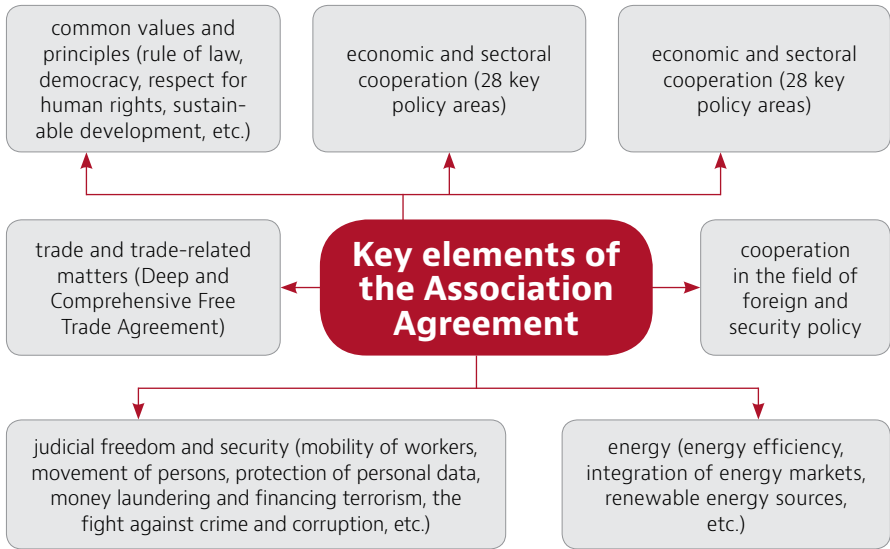 common values and
principles (rule of law,
democracy, respect for
human rights, sustain-
able development, etc.)
economic and sectoral
cooperation (28 key
policy areas)
economic and sectoral
cooperation (28 key
policy areas)
trade and trade-related
matters (Deep and
Comprehensive Free
Trade Agreement)
Key elements of
the Association
Agreement
cooperation
in the field of
foreign and
security policy
judicial freedom and security (mobility of workers,
movement of persons, protection of personal data,
money laundering and financing terrorism, the
fight against crime and corruption, etc.)
energy (energy efficiency,
integration of energy markets,
renewable energy sources,
etc.)